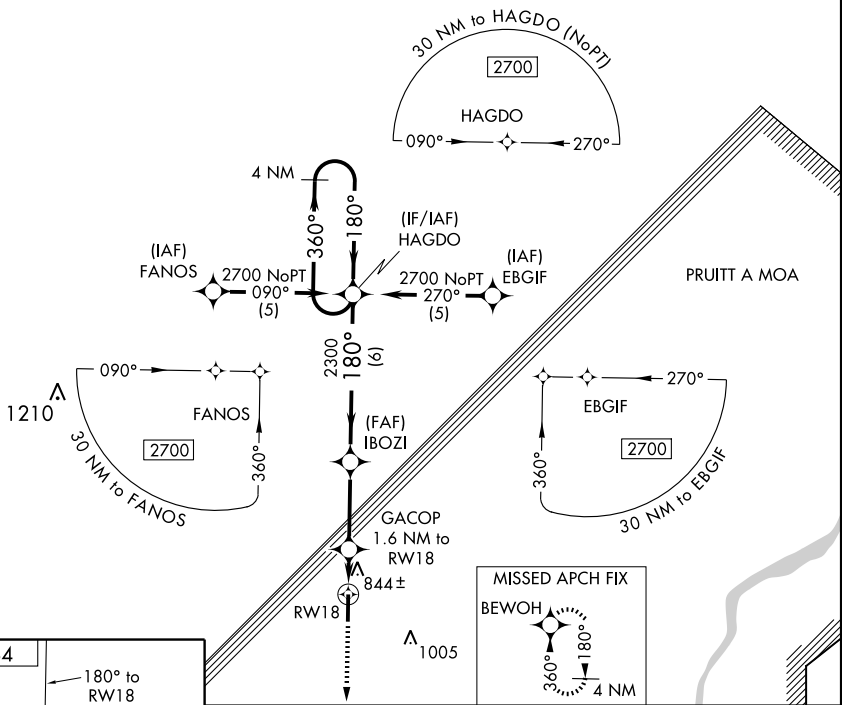 30 NM to HAGDO (NoPT)
2700
HAGDO
090°
270°
4 NM
360°
180°
(IF/IAF)
HAGDO
(IAF)
FANOS
2700 NoPT
090°
(5)
(IAF)
EBGIF
2700 NoPT
270°
(5)
PRUITT A MOA
2300
180°
(6)
090°
FANOS
2700
360°
30 NM to FANOS
1210
270°
EBGIF
2700
360°
30 NM to EBGIF
(FAF)
IBOZI
GACOP
1.6 NM to
RW18
844±
RW18
1005
MISSED APCH FIX
BEWOH
360°
180°
4 NM
4
180° to
RW18